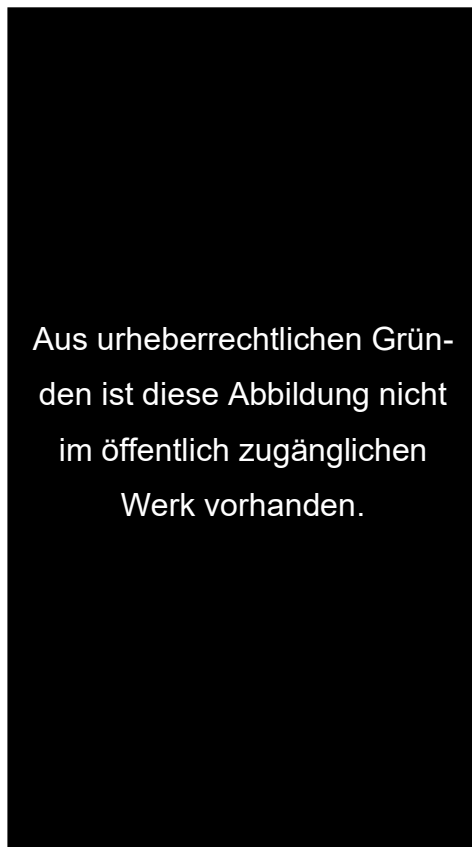 Aus urheberrechtlichen Grün-
den ist diese Abbildung nicht
im öffentlich zugänglichen
Werk vorhanden.